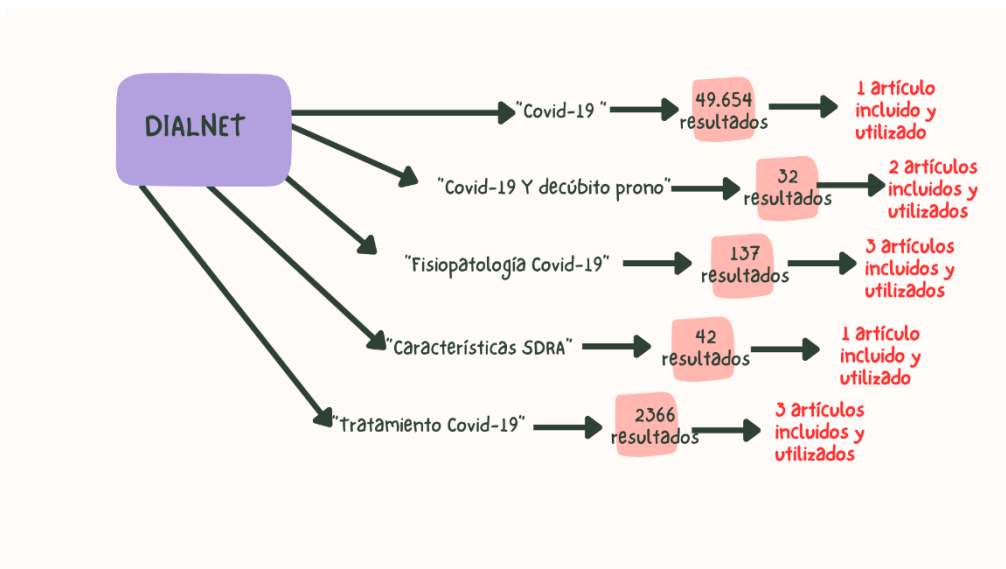 DIALNET
"Covid-19 "
49.654
resultados
1 artículo
incluido y
utilizado
"Covid-19 Y decúbito prono"
32
resultados
2 artículos
incluidos y
utilizados
"Fisiopatología Covid-19"
137
resultados
3 artículos
incluidos y
utilizados
"Características SDRA"
42
resultados
1 artículo
incluido y
utilizado
"Tratamiento Covid-19"
2366
resultados
3 artículos
incluidos y
utilizados